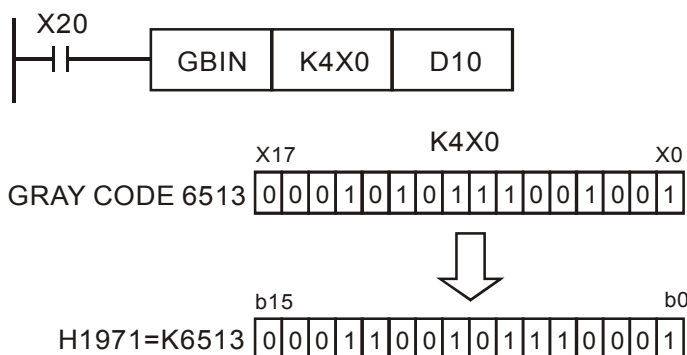 X20
GBIN K4X0 D10
K4X0
X17 X0
GRAY CODE 6513 0 0 0 1 0 1 0 1 1 1 0 0 1 0 0 1
b15 b0
H1971=K6513 0 0 0 1 1 0 0 1 0 1 1 1 0 0 0 1